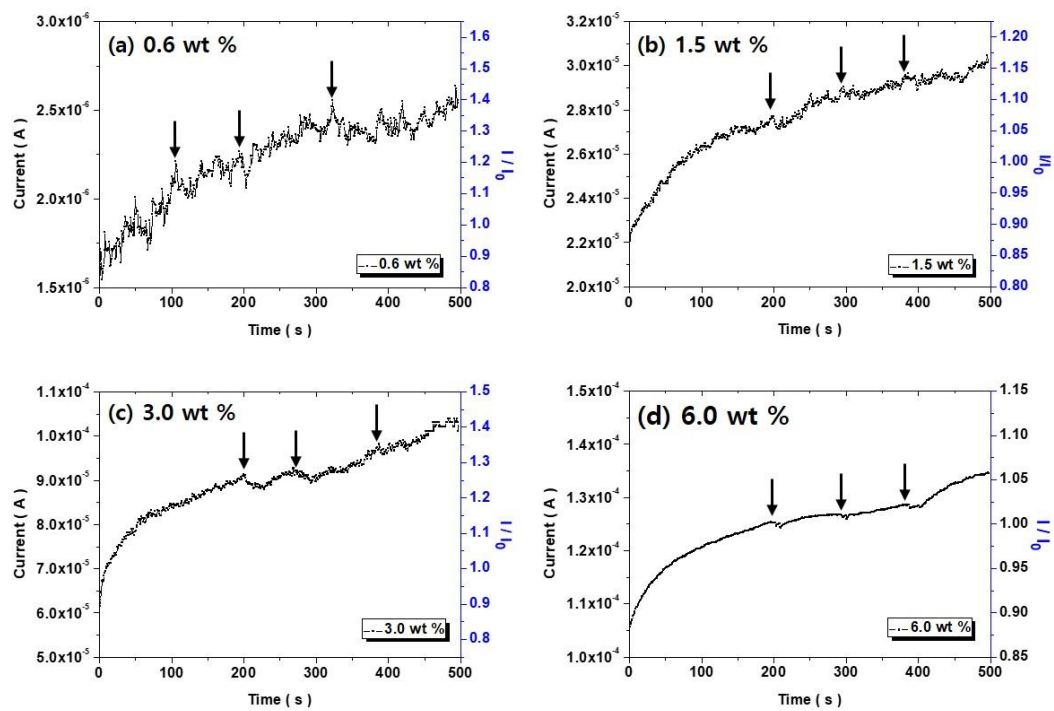 (a) 0.6 wt %
3.0x10⁻⁶
2.5x10⁻⁶
2.0x10⁻⁶
1.5x10⁻⁶
Current ( A )
1.6
1.5
1.4
1.3
1.2
1.1
1.0
0.9
0.8
I / I₀
0.6 wt %
0 100 200 300 400 500
Time ( s )
(b) 1.5 wt %
3.2x10⁻⁵
3.0x10⁻⁵
2.8x10⁻⁵
2.6x10⁻⁵
2.4x10⁻⁵
2.2x10⁻⁵
2.0x10⁻⁵
Current ( A )
1.20
1.15
1.10
1.05
1.00
0.95
0.90
0.85
0.80
I/I₀
1.5 wt %
0 100 200 300 400 500
Time ( s )
(c) 3.0 wt %
1.1x10⁻⁴
1.0x10⁻⁴
9.0x10⁻⁵
8.0x10⁻⁵
7.0x10⁻⁵
6.0x10⁻⁵
5.0x10⁻⁵
Current ( A )
1.5
1.4
1.3
1.2
1.1
1.0
0.9
0.8
I / I₀
3.0 wt %
0 100 200 300 400 500
Time ( s )
(d) 6.0 wt %
1.5x10⁻⁴
1.4x10⁻⁴
1.3x10⁻⁴
1.2x10⁻⁴
1.1x10⁻⁴
1.0x10⁻⁴
Current ( A )
1.15
1.10
1.05
1.00
0.95
0.90
0.85
I / I₀
6.0 wt %
0 100 200 300 400 500
Time ( s )